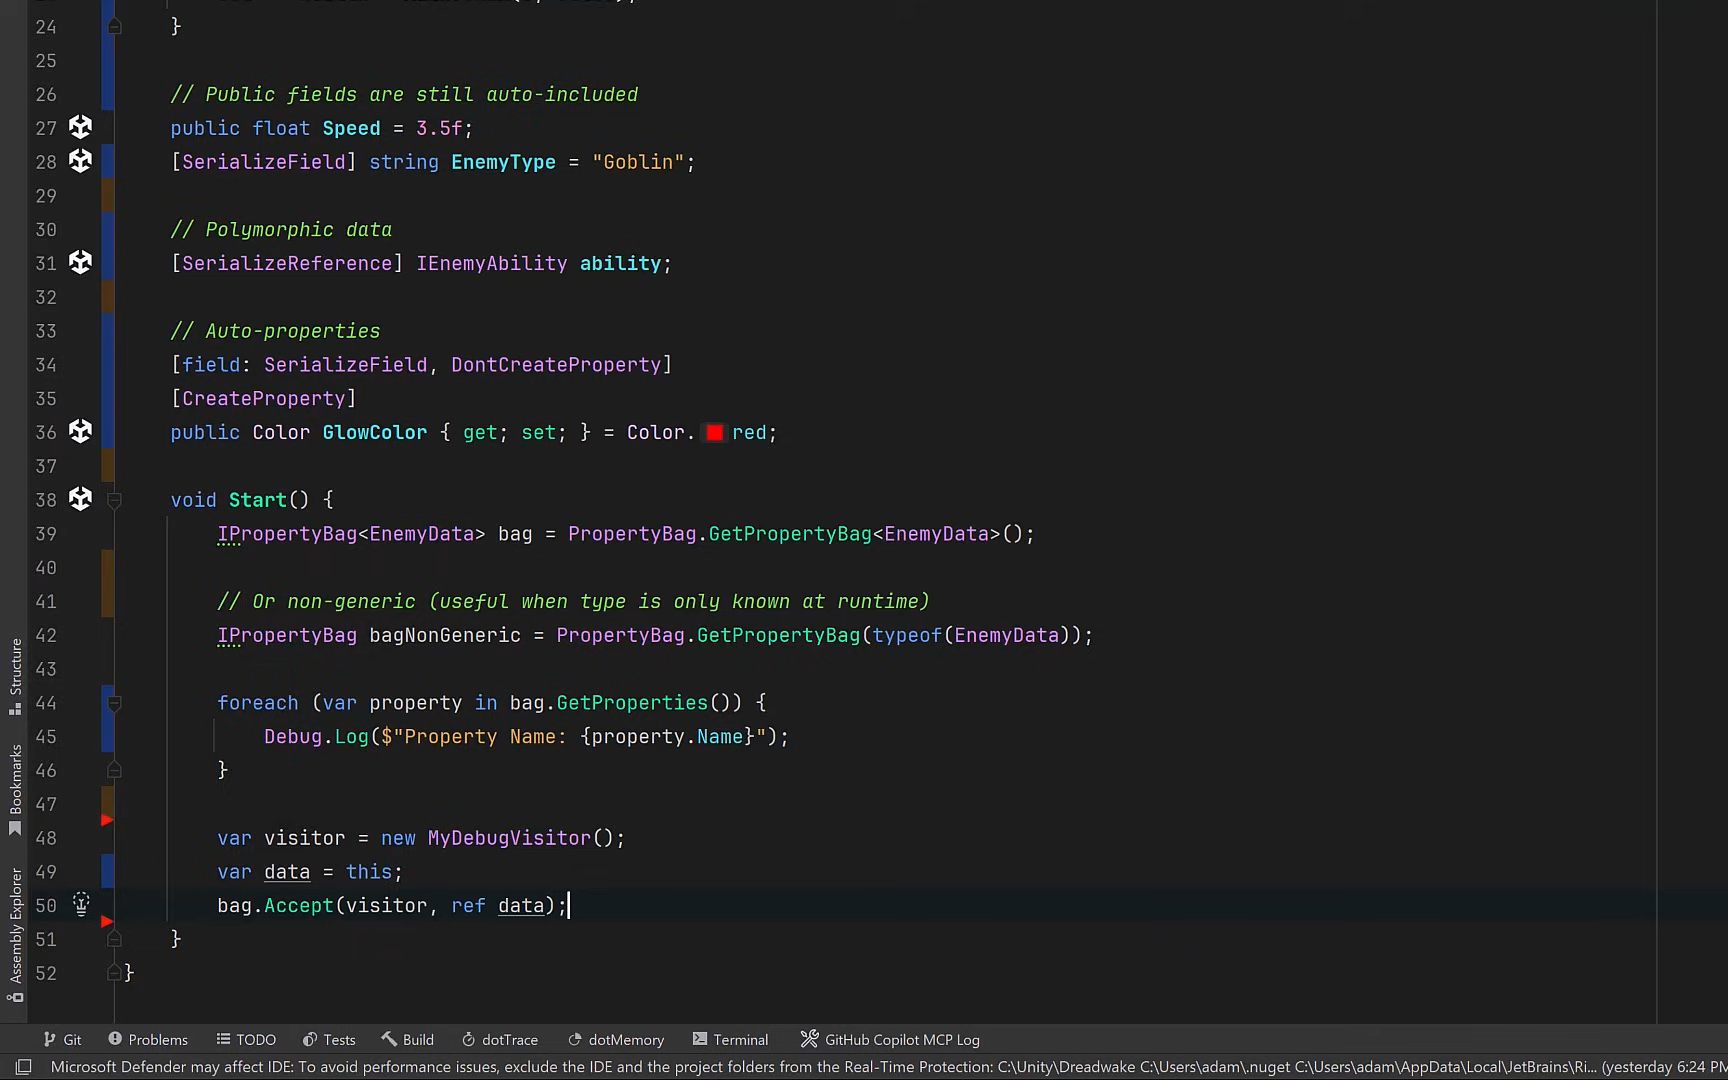 24 }
25
26 // Public fields are still auto-included
27 public float Speed = 3.5f;
28 [SerializeField] string EnemyType = "Goblin";
29
30 // Polymorphic data
31 [SerializeReference] IEnemyAbility ability;
32
33 // Auto-properties
34 [field: SerializeField, DontCreateProperty]
35 [CreateProperty]
36 public Color GlowColor { get; set; } = Color. red;
37
38 void Start() {
39 IPropertyBag<EnemyData> bag = PropertyBag.GetPropertyBag<EnemyData>();
40
41 // Or non-generic (useful when type is only known at runtime)
42 IPropertyBag bagNonGeneric = PropertyBag.GetPropertyBag(typeof(EnemyData));
43
44 foreach (var property in bag.GetProperties()) {
45 Debug.Log($"Property Name: {property.Name}");
46 }
47
48 var visitor = new MyDebugVisitor();
49 var data = this;
50 bag.Accept(visitor, ref data);
51 }
52 }
Structure
Bookmarks
Assembly Explorer
Git Problems TODO Tests Build dotTrace dotMemory Terminal GitHub Copilot MCP Log
Microsoft Defender may affect IDE: To avoid performance issues, exclude the IDE and the project folders from the Real-Time Protection: C:\Unity\Dreadwake C:\Users\adam\.nuget C:\Users\adam\AppData\Local\JetBrains\Ri... (yesterday 6:24 PM